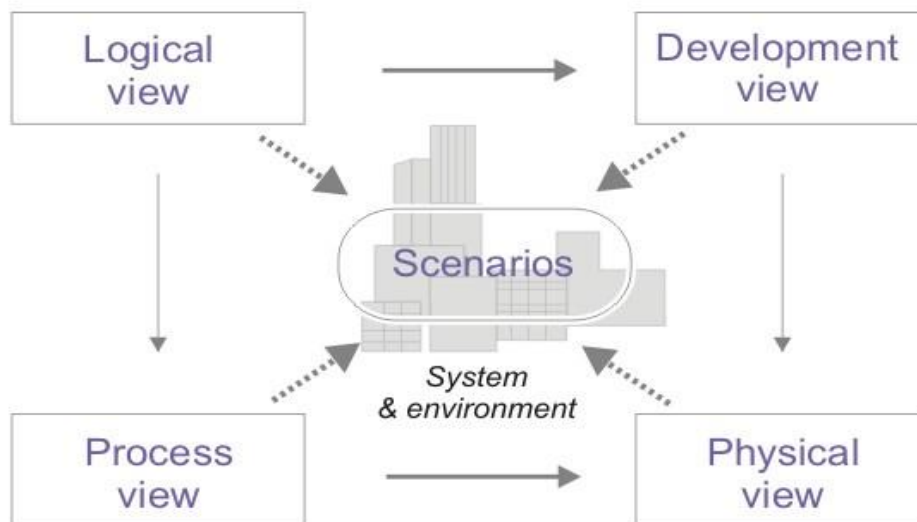 Logical
view
Development
view
Scenarios
System
& environment
Process
view
Physical
view